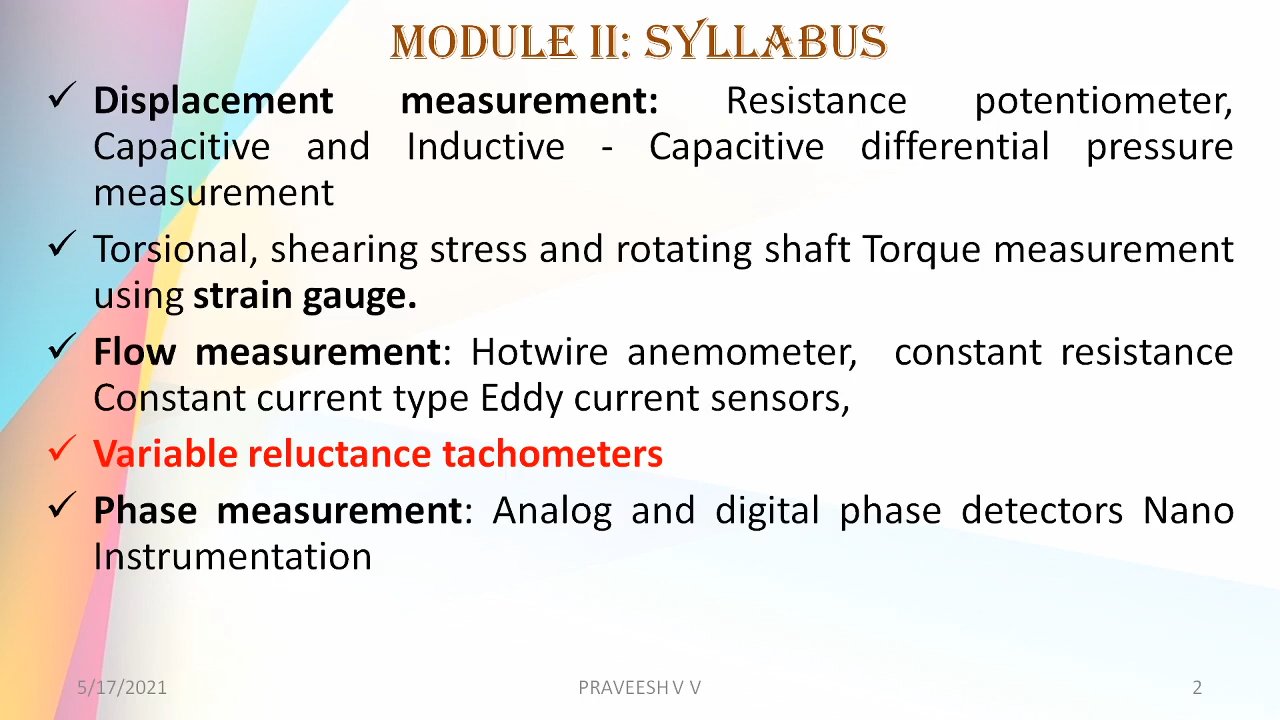 MODULE II: SYLLABUS
✓ Displacement measurement: Resistance potentiometer,
Capacitive and Inductive - Capacitive differential pressure
measurement
✓ Torsional, shearing stress and rotating shaft Torque measurement
using strain gauge.
✓ Flow measurement: Hotwire anemometer, constant resistance
Constant current type Eddy current sensors,
✓ Variable reluctance tachometers
✓ Phase measurement: Analog and digital phase detectors Nano
Instrumentation
5/17/2021 PRAVEESH V V 2